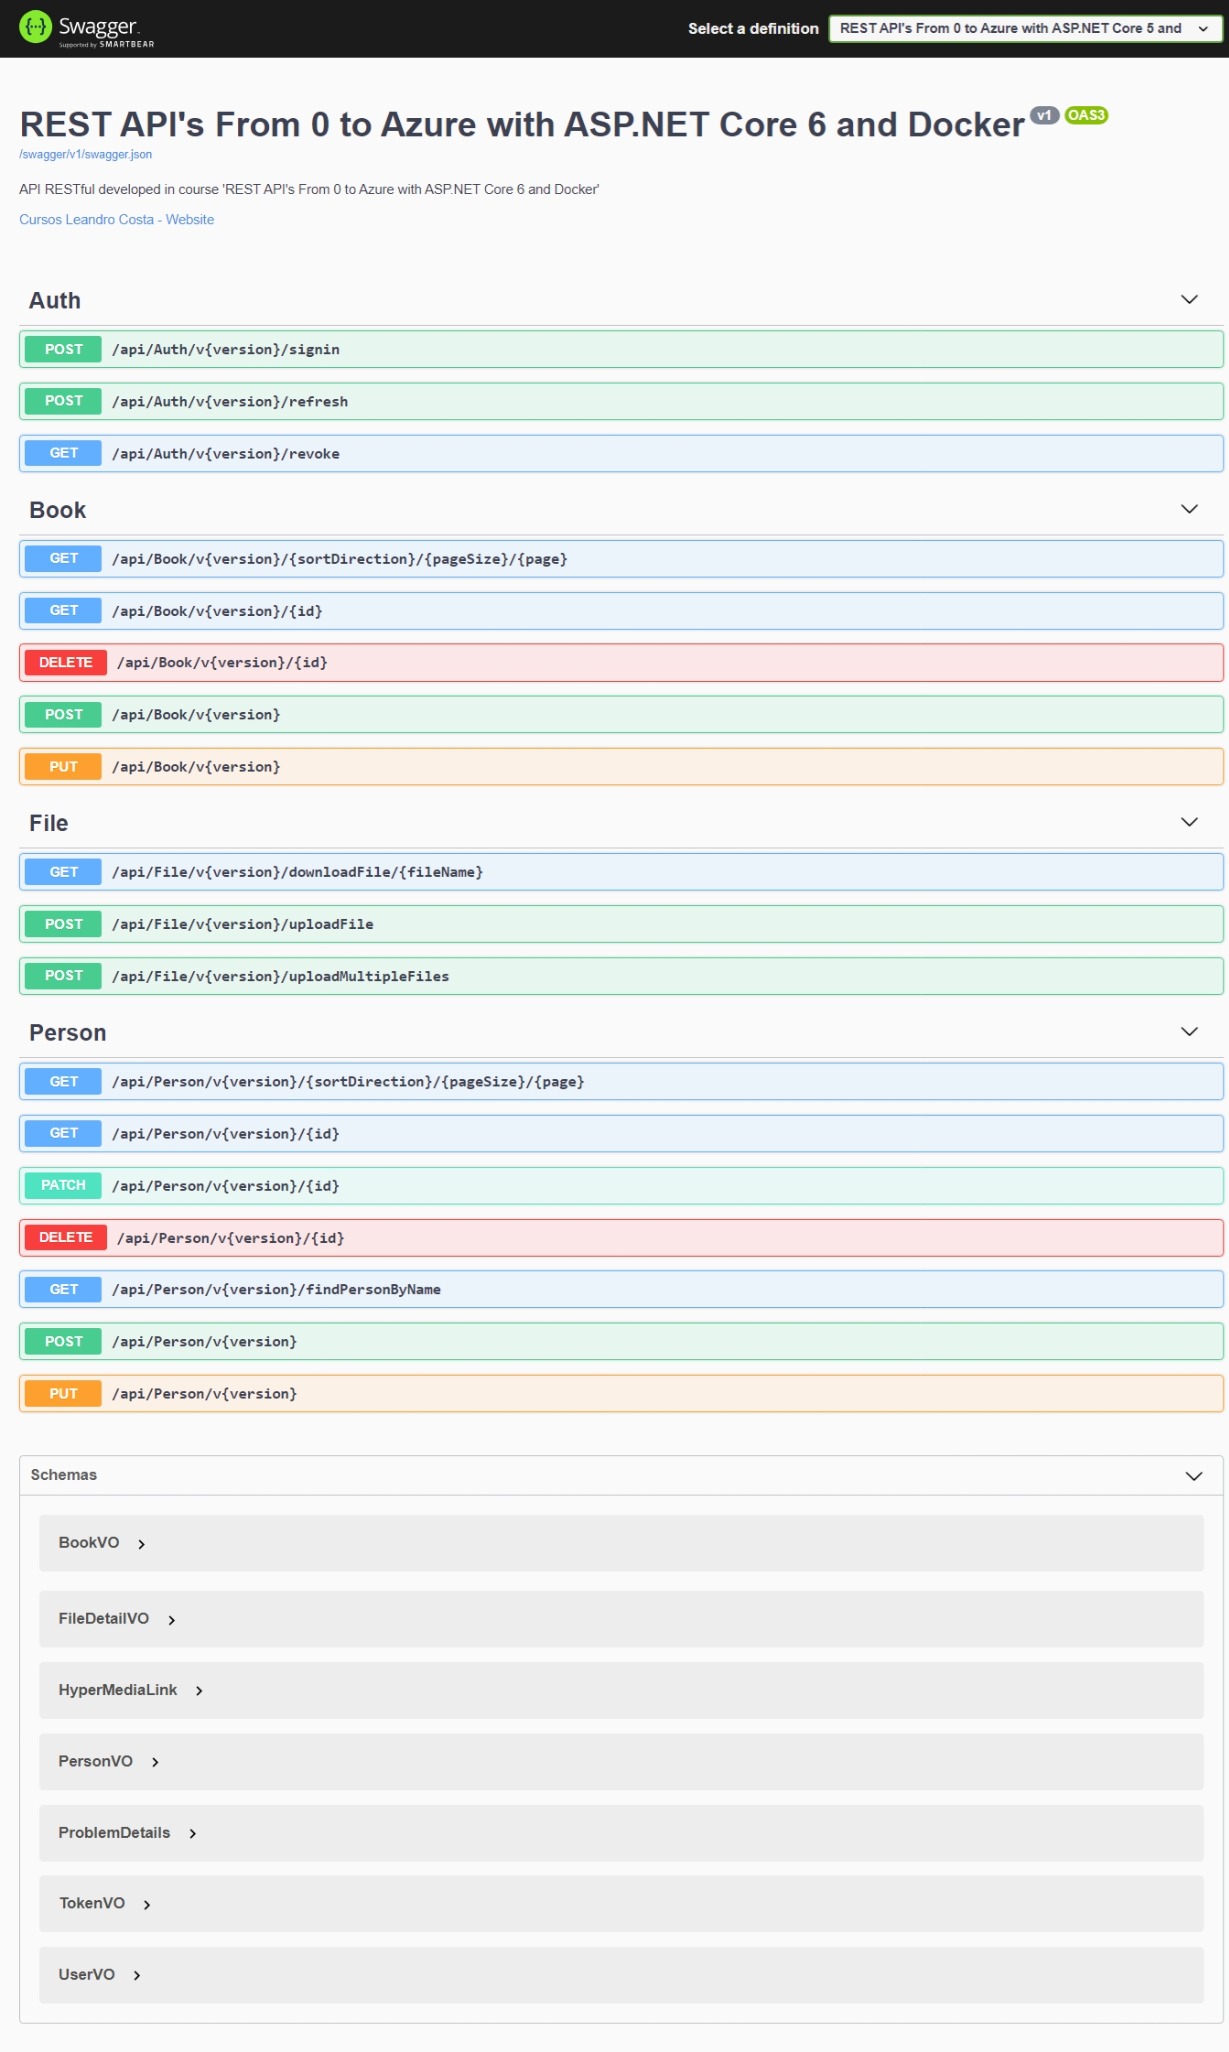 Swagger.
Supported by SMARTBEAR
Select a definition
REST API's From 0 to Azure with ASP.NET Core 5 and
REST API's From 0 to Azure with ASP.NET Core 6 and Docker v1 OAS3
/swagger/v1/swagger.json
API RESTful developed in course 'REST API's From 0 to Azure with ASP.NET Core 6 and Docker'
Cursos Leandro Costa - Website
Auth
POST /api/Auth/v{version}/signin
POST /api/Auth/v{version}/refresh
GET /api/Auth/v{version}/revoke
Book
GET /api/Book/v{version}/{sortDirection}/{pageSize}/{page}
GET /api/Book/v{version}/{id}
DELETE /api/Book/v{version}/{id}
POST /api/Book/v{version}
PUT /api/Book/v{version}
File
GET /api/File/v{version}/downloadFile/{fileName}
POST /api/File/v{version}/uploadFile
POST /api/File/v{version}/uploadMultipleFiles
Person
GET /api/Person/v{version}/{sortDirection}/{pageSize}/{page}
GET /api/Person/v{version}/{id}
PATCH /api/Person/v{version}/{id}
DELETE /api/Person/v{version}/{id}
GET /api/Person/v{version}/findPersonByName
POST /api/Person/v{version}
PUT /api/Person/v{version}
Schemas
BookVO
FileDetailVO
HyperMediaLink
PersonVO
ProblemDetails
TokenVO
UserVO